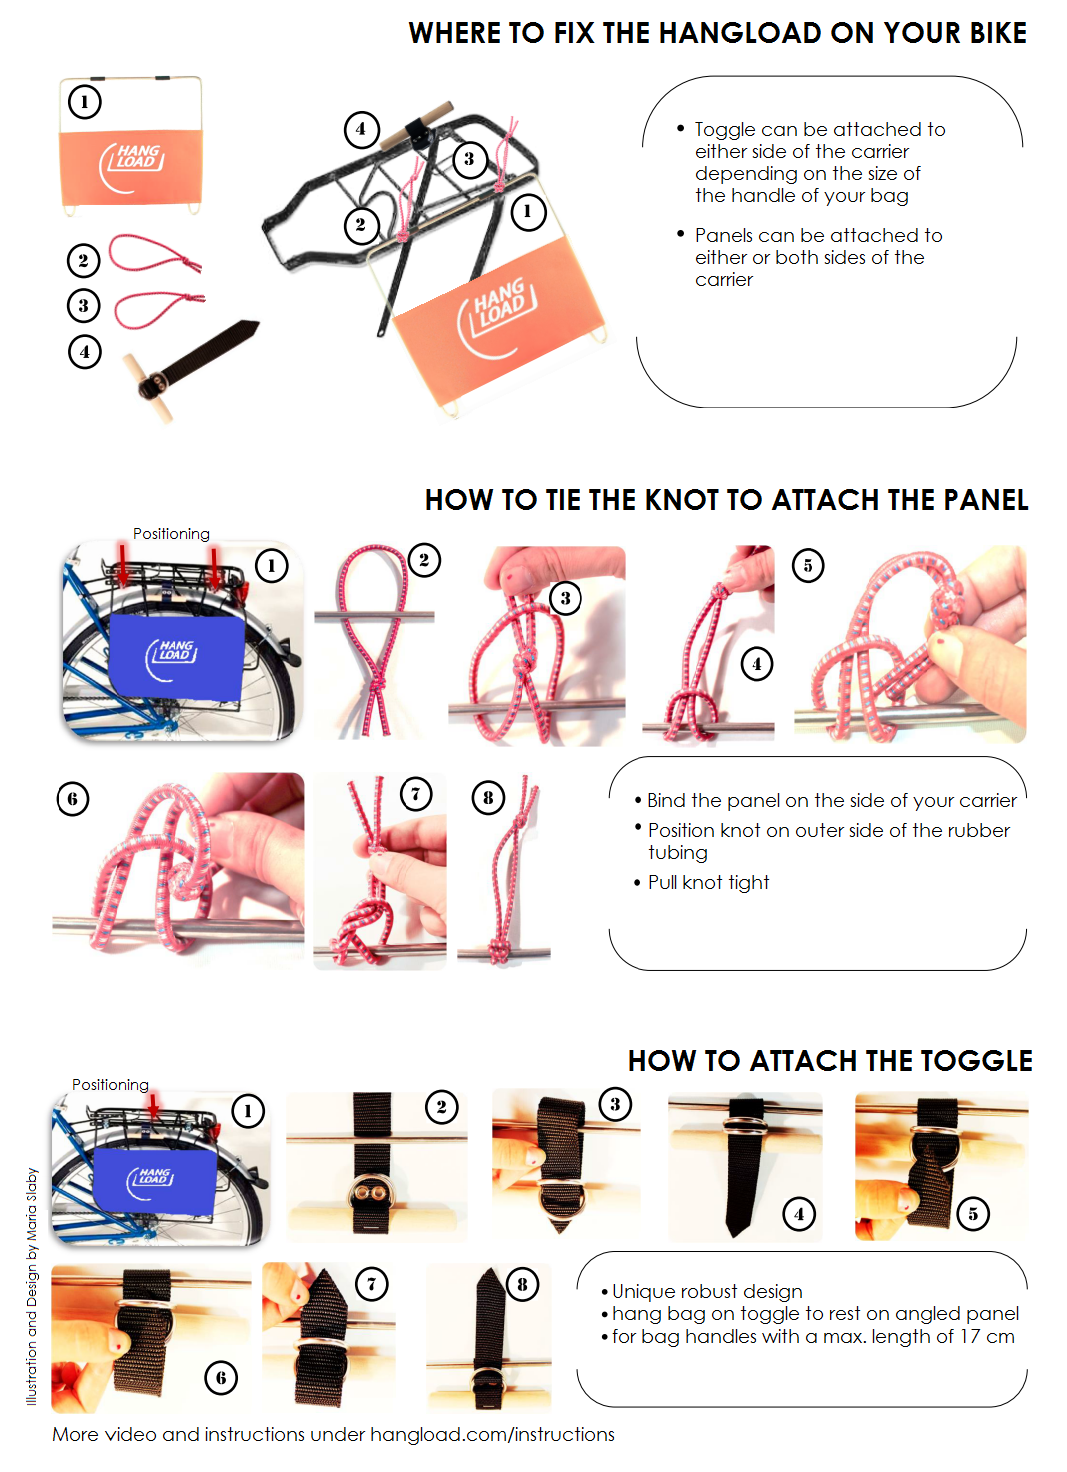 WHERE TO FIX THE HANGLOAD ON YOUR BIKE
1
HANG
LOAD
2
3
4
4
3
2
1
HANG
LOAD
• Toggle can be attached to
either side of the carrier
depending on the size of
the handle of your bag
• Panels can be attached to
either or both sides of the
carrier
HOW TO TIE THE KNOT TO ATTACH THE PANEL
Positioning
1
HANG
LOAD
2
3
4
5
6
7
8
• Bind the panel on the side of your carrier
• Position knot on outer side of the rubber
tubing
• Pull knot tight
HOW TO ATTACH THE TOGGLE
Positioning
1
HANG
LOAD
2
3
4
5
6
7
8
• Unique robust design
• hang bag on toggle to rest on angled panel
• for bag handles with a max. length of 17 cm
Illustration and Design by Maria Slaby
More video and instructions under hangload.com/instructions